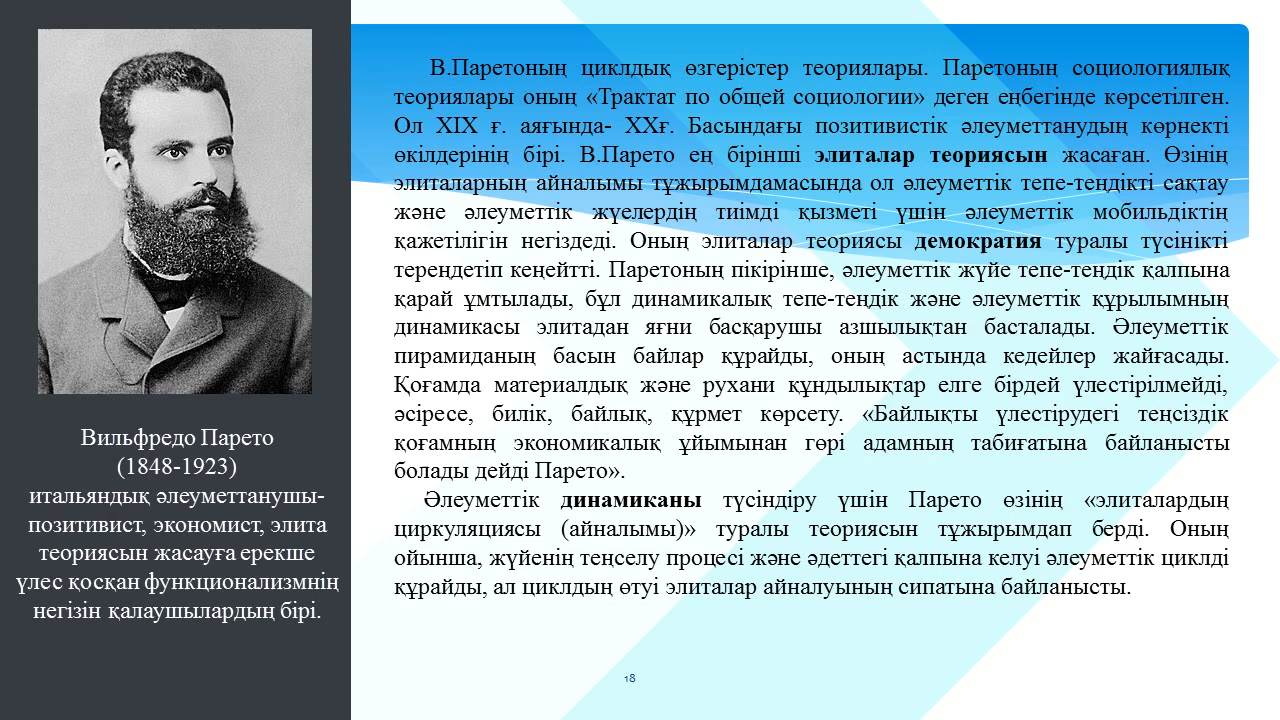 В.Паретоның циклдық өзгерістер теориялары. Паретоның социологиялық
теориялары оның «Трактат по общей социологии» деген еңбегінде көрсетілген.
Ол XIX ғ. аяғында- XXғ. Басындағы позитивистік әлеуметтанудың көрнекті
өкілдерінің бірі. В.Парето ең бірінші элиталар теориясын жасаған. Өзінің
элиталарның айналымы тұжырымдамасында ол әлеуметтік тепе-теңдікті сақтау
және әлеуметтік жүелердің тиімді қызметі үшін әлеуметтік мобильдіктің
қажетілігін негіздеді. Оның элиталар теориясы демократия туралы түсінікті
тереңдетіп кеңейтті. Паретоның пікірінше, әлеуметтік жүйе тепе-теңдік қалпына
қарай ұмтылады, бұл динамикалық тепе-теңдік және әлеуметтік құрылымның
динамикасы элитадан яғни басқарушы азшылықтан басталады. Әлеуметтік
пирамиданың басын байлар құрайды, оның астында кедейлер жайғасады.
Қоғамда материалдық және рухани құндылықтар елге бірдей үлестірілмейді,
әсіресе, билік, байлық, құрмет көрсету. «Байлықты үлестірудегі теңсіздік
қоғамның экономикалық ұйымынан гөрі адамның табиғатына байланысты
болады дейді Парето».
Әлеуметтік динамиканы түсіндіру үшін Парето өзінің «элиталардың
циркуляциясы (айналымы)» туралы теориясын тұжырымдап берді. Оның
ойынша, жүйенің теңселу процесі және әдеттегі қалпына келуі әлеуметтік циклді
құрайды, ал циклдың өтуі элиталар айналуының сипатына байланысты.
Вильфредо Парето
(1848-1923)
итальяндық әлеуметтанушы-
позитивист, экономист, элита
теориясын жасауға ерекше
үлес қосқан функционализмнің
негізін қалаушылардың бірі.
18